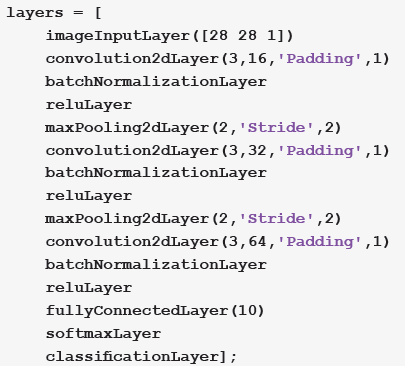 layers = [
imageInputLayer([28 28 1])
convolution2dLayer(3,16,'Padding',1)
batchNormalizationLayer
reluLayer
maxPooling2dLayer(2,'Stride',2)
convolution2dLayer(3,32,'Padding',1)
batchNormalizationLayer
reluLayer
maxPooling2dLayer(2,'Stride',2)
convolution2dLayer(3,64,'Padding',1)
batchNormalizationLayer
reluLayer
fullyConnectedLayer(10)
softmaxLayer
classificationLayer];